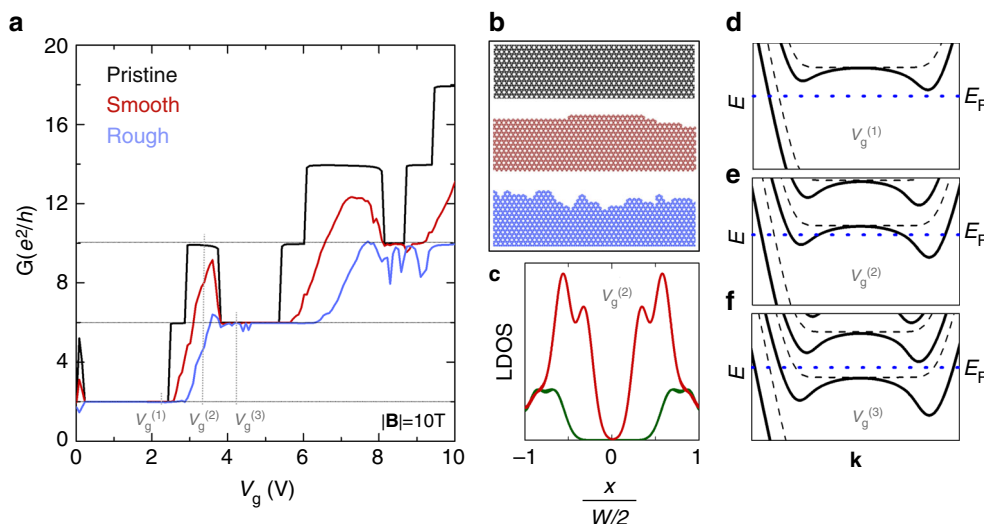 a
20
16
12
8
4
0
G(e²/h)
Pristine
Smooth
Rough
V_g^(1)
V_g^(2)
V_g^(3)
|B|=10T
0
2
4
6
8
10
V_g (V)
b
c
LDOS
V_g^(2)
−1
0
1
x
W/2
d
E
E_F
V_g^(1)
e
E
E_F
V_g^(2)
f
E
E_F
V_g^(3)
k